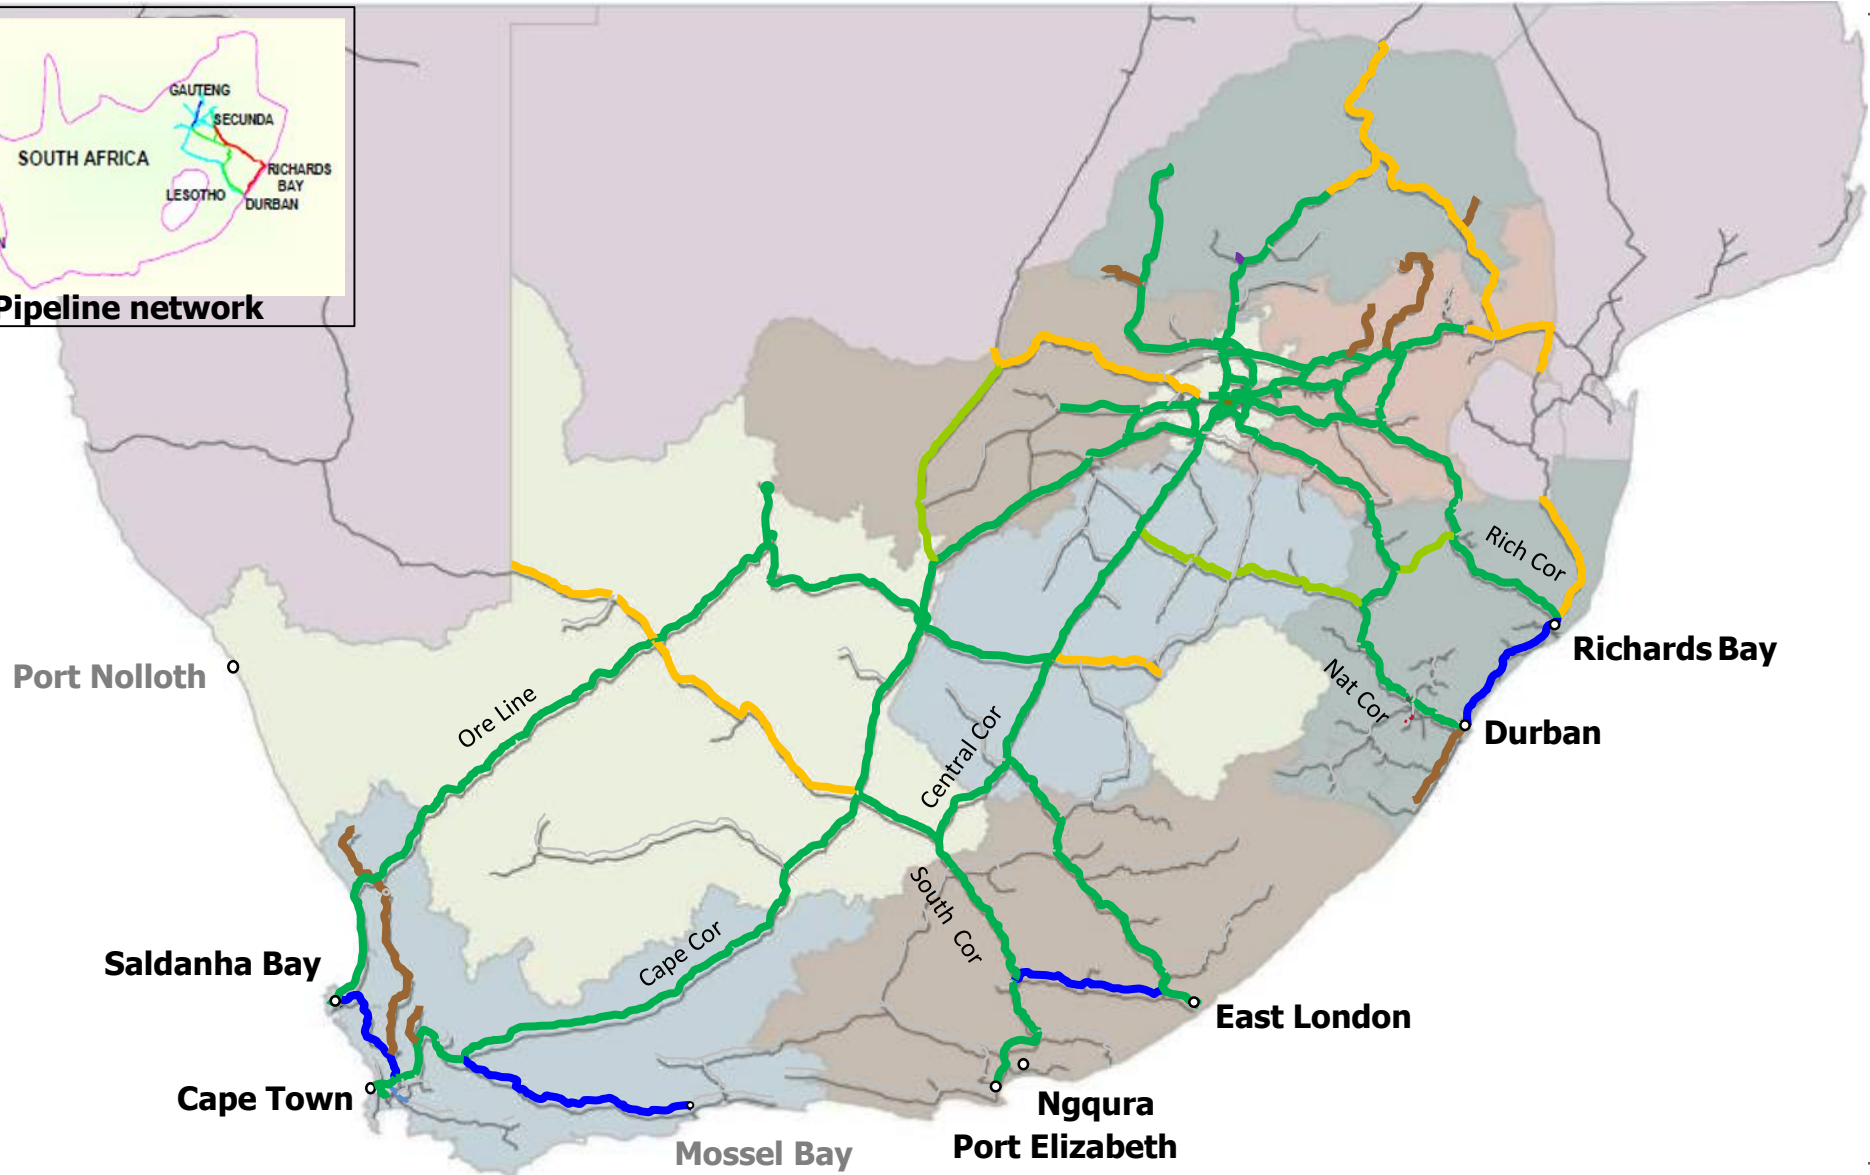 GAUTENG
SECUNDA
SOUTH AFRICA
RICHARDS
BAY
LESOTHO
DURBAN
N
Pipeline network
Rich Cor
Richards Bay
Port Nolloth
Nat Cor
Ore Line
Durban
Central Cor
South Cor
Cape Cor
Saldanha Bay
East London
Cape Town
Ngqura
Port Elizabeth
Mossel Bay